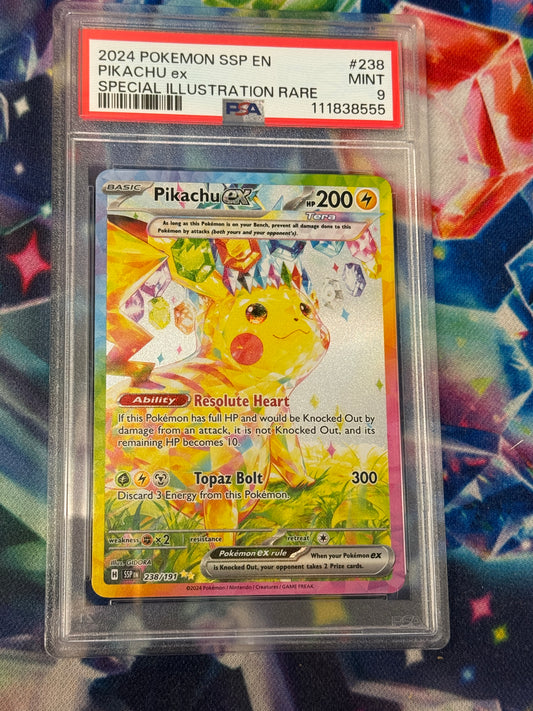 2024 POKEMON SSP EN #238
PIKACHU ex MINT
SPECIAL ILLUSTRATION RARE 9
PSA 111838555
BASIC
Pikachu ex HP 200
Tera
As long as this Pokémon is on your Bench, prevent all damage done to this
Pokémon by attacks (both yours and your opponent's).
Ability Resolute Heart
If this Pokémon has full HP and would be Knocked Out by
damage from an attack, it is not Knocked Out, and its
remaining HP becomes 10.
Topaz Bolt 300
Discard 3 Energy from this Pokémon.
weakness x2 resistance retreat
Pokémon ex rule When your Pokémon ex
is Knocked Out, your opponent takes 2 Prize cards.
Illus. GIDORA
H SSP EN 238/191
©2024 Pokémon / Nintendo / Creatures / GAME FREAK
PSA